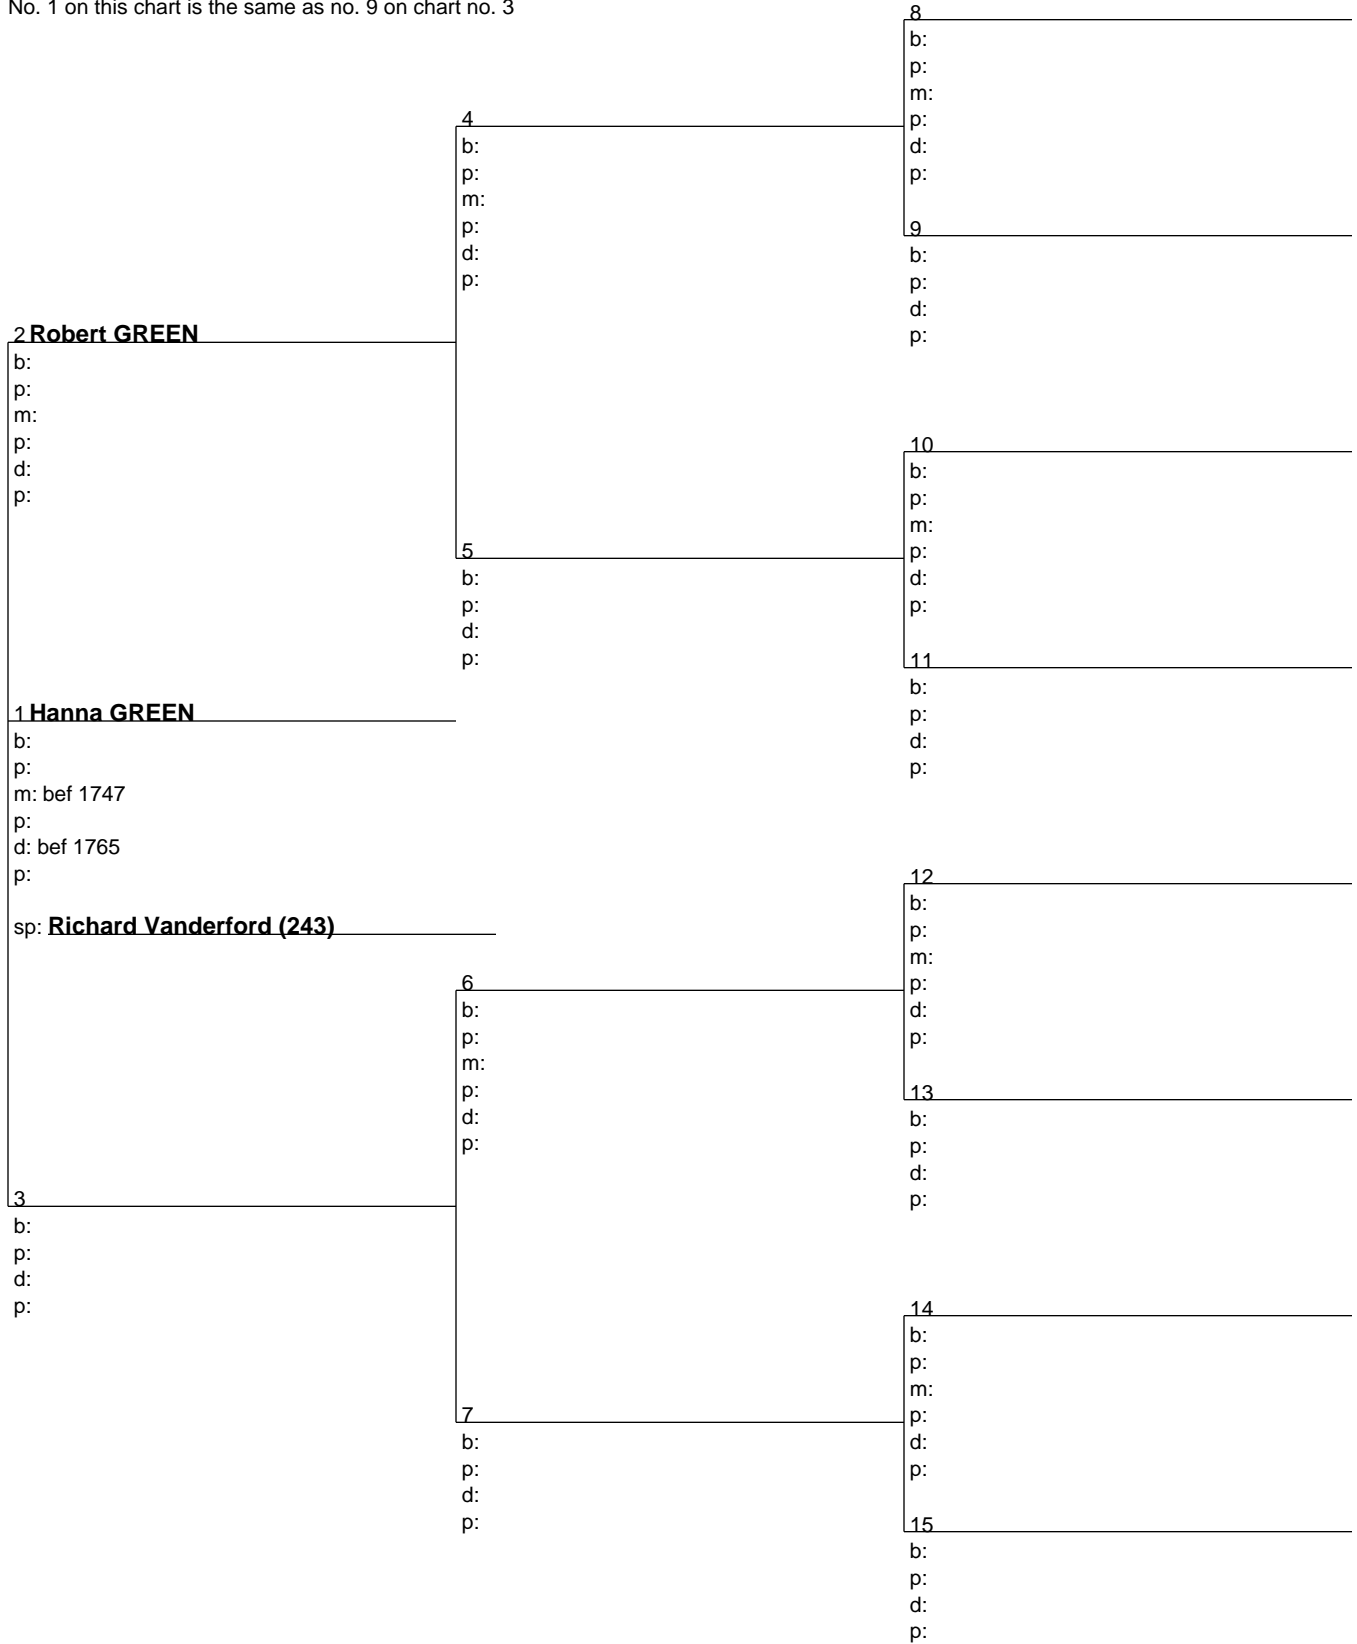 No. 1 on this chart is the same as no. 9 on chart no. 3
8
b:
p:
m:
p:
d:
p:
4
b:
p:
m:
p:
d:
p:
9
b:
p:
d:
p:
2 Robert GREEN
b:
p:
m:
p:
d:
p:
10
b:
p:
m:
p:
d:
p:
5
b:
p:
d:
p:
11
b:
p:
d:
p:
1 Hanna GREEN
b:
p:
m: bef 1747
p:
d: bef 1765
p:
sp: Richard Vanderford (243)
12
b:
p:
m:
p:
d:
p:
6
b:
p:
m:
p:
d:
p:
13
b:
p:
d:
p:
3
b:
p:
d:
p:
14
b:
p:
m:
p:
d:
p:
7
b:
p:
d:
p:
15
b:
p:
d:
p: